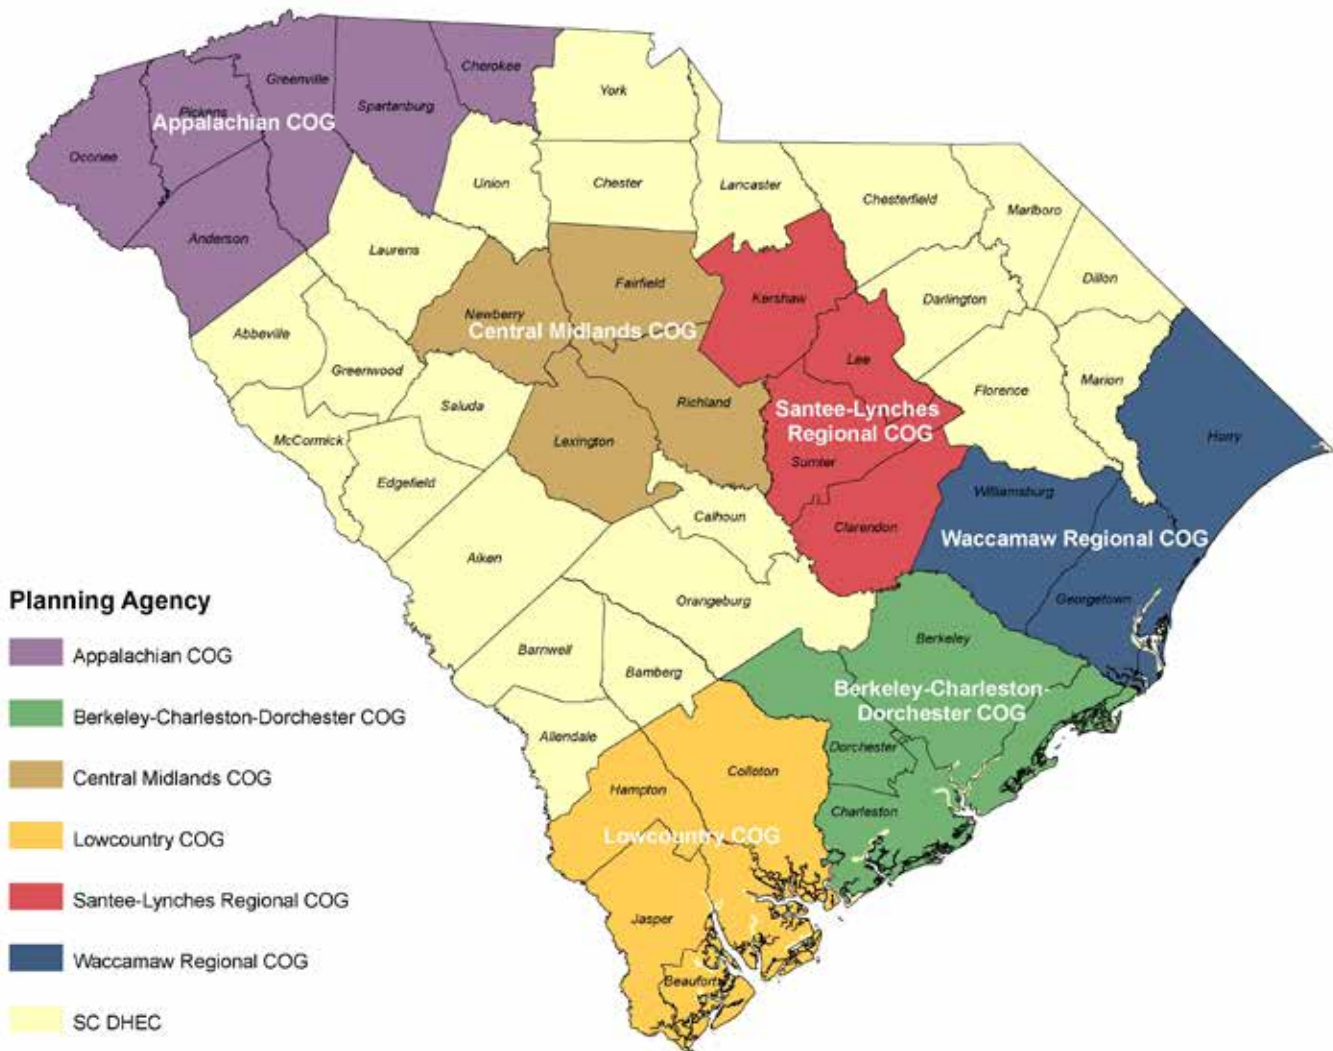 Cherokee
Greenville
York
Spartanburg
Pickens
Appalachian COG
Oconee
Union
Chester
Lancaster
Chesterfield
Marlboro
Anderson
Laurens
Dillon
Fairfield
Kershaw
Darlington
Newberry
Central Midlands COG
Abbeville
Lee
Greenwood
Marion
Florence
Richland
Saluda
Santee-Lynches
Regional COG
McCormick
Lexington
Horry
Sumter
Edgefield
Williamsburg
Calhoun
Clarendon
Waccamaw Regional COG
Aiken
Orangeburg
Georgetown
Berkeley
Barnwell
Bamberg
Berkeley-Charleston-
Dorchester COG
Allendale
Dorchester
Colloton
Hampton
Charleston
Lowcountry COG
Jasper
Beaufort
Planning Agency
Appalachian COG
Berkeley-Charleston-Dorchester COG
Central Midlands COG
Lowcountry COG
Santee-Lynches Regional COG
Waccamaw Regional COG
SC DHEC